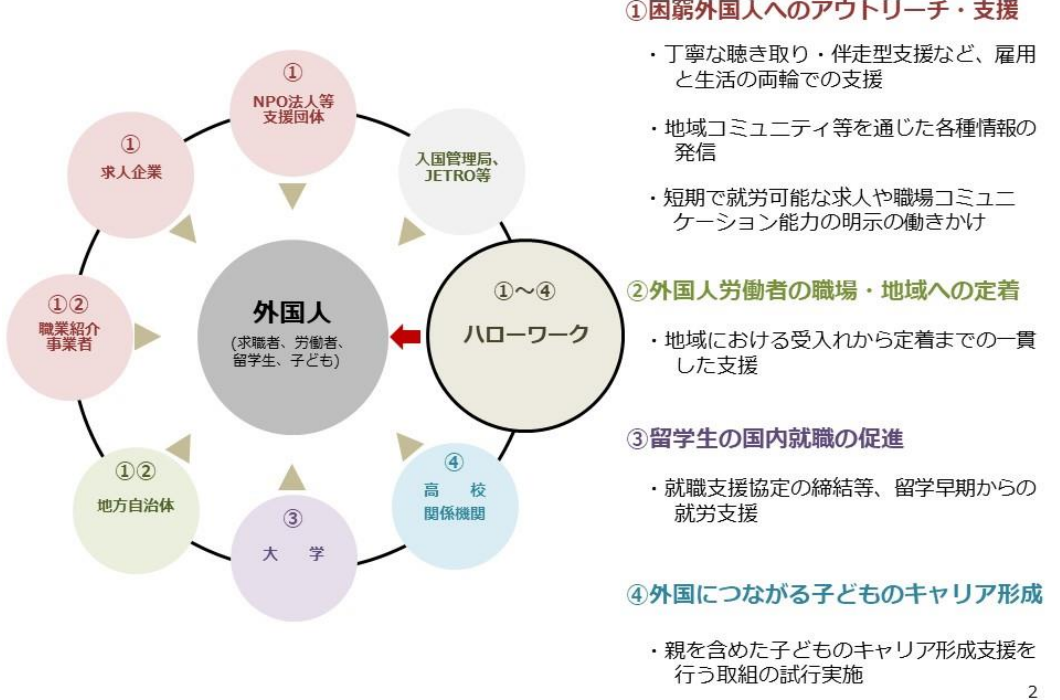 ①
NPO法人等
支援団体
①
求人企業
入国管理局、
JETRO等
①②
職業紹介
事業者
外国人
(求職者、労働者、
留学生、子ども)
①～④
ハローワーク
①②
地方自治体
③
大　学
④
高　校
関係機関
①困窮外国人へのアウトリーチ・支援
・丁寧な聴き取り・伴走型支援など、雇用
と生活の両輪での支援
・地域コミュニティ等を通じた各種情報の
発信
・短期で就労可能な求人や職場コミュニ
ケーション能力の明示の働きかけ
②外国人労働者の職場・地域への定着
・地域における受入れから定着までの一貫
した支援
③留学生の国内就職の促進
・就職支援協定の締結等、留学早期からの
就労支援
④外国につながる子どものキャリア形成
・親を含めた子どものキャリア形成支援を
行う取組の試行実施
2